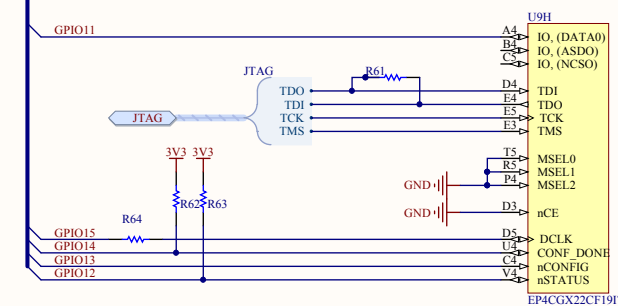 U9H
GPIO11
A4
IO, (DATA0)
B4
IO, (ASDO)
C5
IO, (NCSO)
JTAG
R61
TDO
D4
TDI
TDI
E4
TDO
JTAG
TCK
E5
TCK
TMS
E3
TMS
3V3
3V3
T5
MSEL0
R5
MSEL1
GND
P4
MSEL2
R62
R63
GND
D3
nCE
R64
GPIO15
D5
DCLK
GPIO14
U4
CONF_DONE
GPIO13
C4
nCONFIG
GPIO12
V4
nSTATUS